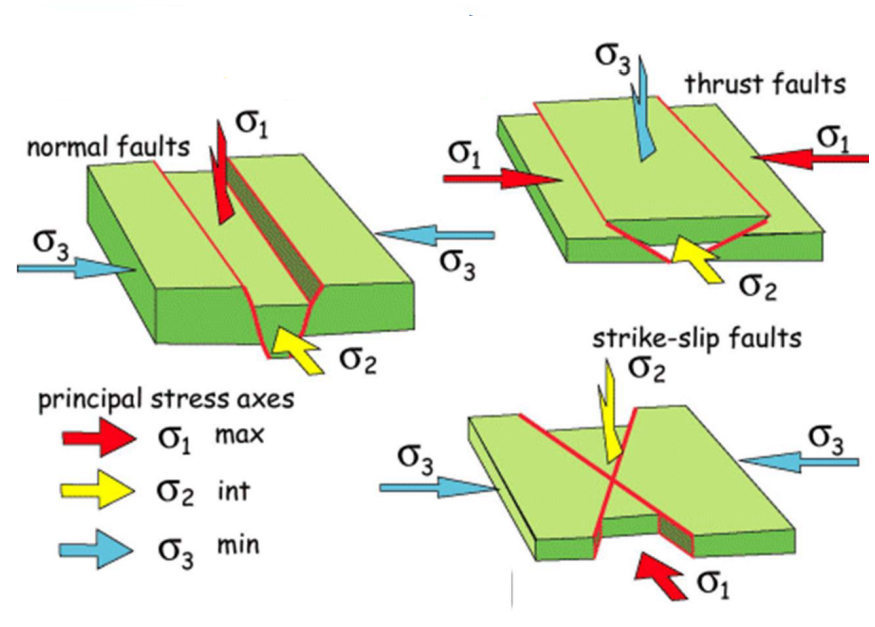 normal faults
σ1
σ3
σ3
σ2
thrust faults
σ3
σ1
σ1
σ2
principal stress axes
σ1 max
σ2 int
σ3 min
strike-slip faults
σ2
σ3
σ3
σ1